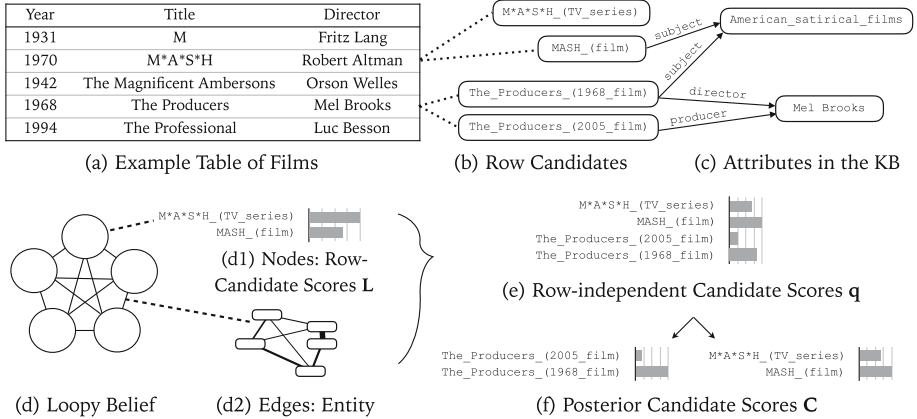 Year Title Director
1931 M Fritz Lang
1970 M*A*S*H Robert Altman
1942 The Magnificent Ambersons Orson Welles
1968 The Producers Mel Brooks
1994 The Professional Luc Besson
(a) Example Table of Films
M*A*S*H_(TV_series)
MASH_(film)
The_Producers_(1968_film)
The_Producers_(2005_film)
(b) Row Candidates
subject
subject
director
producer
American_satirical_films
Mel Brooks
(c) Attributes in the KB
(d) Loopy Belief
M*A*S*H_(TV_series)
MASH_(film)
(d1) Nodes: Row-
Candidate Scores L
(d2) Edges: Entity
M*A*S*H_(TV_series)
MASH_(film)
The_Producers_(2005_film)
The_Producers_(1968_film)
(e) Row-independent Candidate Scores q
The_Producers_(2005_film)
The_Producers_(1968_film)
M*A*S*H_(TV_series)
MASH_(film)
(f) Posterior Candidate Scores C